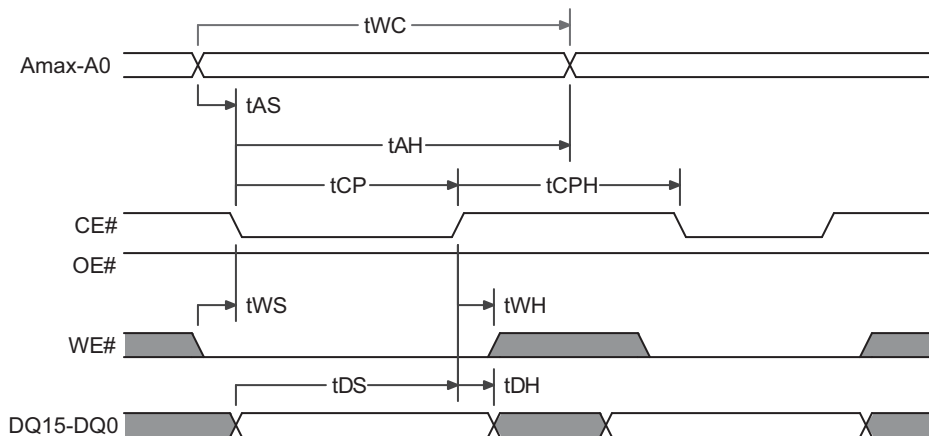 tWC
Amax-A0
tAS
tAH
tCP tCPH
CE#
OE#
tWS tWH
WE#
tDS tDH
DQ15-DQ0